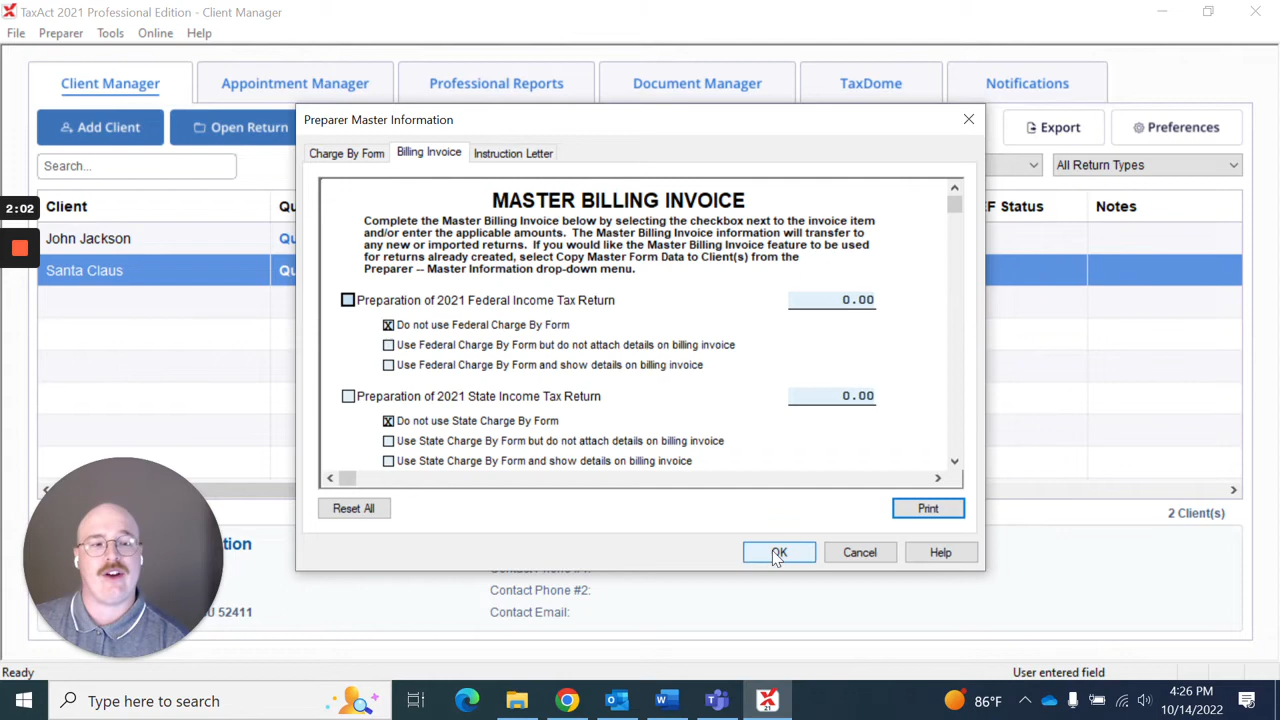 TaxAct 2021 Professional Edition - Client Manager
File Preparer Tools Online Help
Client Manager Appointment Manager Professional Reports Document Manager TaxDome Notifications
Add Client Open Return Export Preferences
Search... All Return Types
Client Status Notes
John Jackson
Santa Claus
2 Client(s)
Preparer Master Information
Charge By Form Billing Invoice Instruction Letter
MASTER BILLING INVOICE
Complete the Master Billing Invoice below by selecting the checkbox next to the invoice item
and/or enter the applicable amounts. The Master Billing Invoice information will transfer to
any new or imported returns. If you would like the Master Billing Invoice feature to be used
for returns already created, select Copy Master Form Data to Client(s) from the
Preparer -- Master Information drop-down menu.
Preparation of 2021 Federal Income Tax Return 0.00
X Do not use Federal Charge By Form
Use Federal Charge By Form but do not attach details on billing invoice
Use Federal Charge By Form and show details on billing invoice
Preparation of 2021 State Income Tax Return 0.00
X Do not use State Charge By Form
Use State Charge By Form but do not attach details on billing invoice
Use State Charge By Form and show details on billing invoice
Reset All Print
OK Cancel Help
2:02
Contact Phone #2:
52411 Contact Email:
Ready User entered field
Type here to search 86°F 4:26 PM
10/14/2022
21